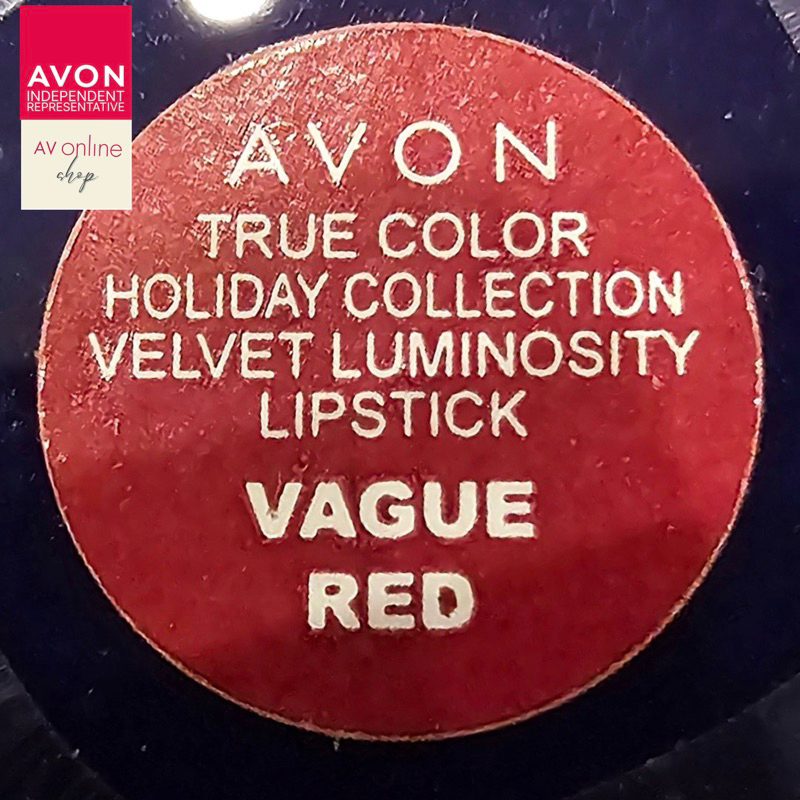 AVON
INDEPENDENT
REPRESENTATIVE
AV online
shop
AVON
TRUE COLOR
HOLIDAY COLLECTION
VELVET LUMINOSITY
LIPSTICK
VAGUE
RED